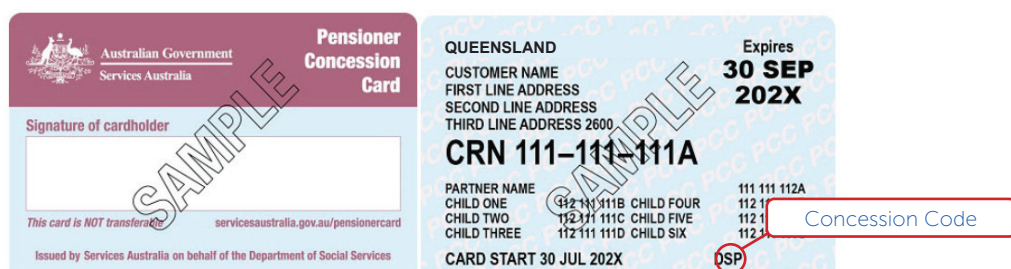 Australian Government
Services Australia
Pensioner
Concession
Card
Signature of cardholder
SAMPLE
This card is NOT transferable
servicesaustralia.gov.au/pensionercard
Issued by Services Australia on behalf of the Department of Social Services
QUEENSLAND
Expires
30 SEP
202X
CUSTOMER NAME
FIRST LINE ADDRESS
SECOND LINE ADDRESS
THIRD LINE ADDRESS 2600
CRN 111–111–111A
SAMPLE
PARTNER NAME 111 111 112A
CHILD ONE 112 111 111B CHILD FOUR 112
CHILD TWO 112 111 111C CHILD FIVE 112
CHILD THREE 112 111 111D CHILD SIX 112
CARD START 30 JUL 202X DSP
Concession Code